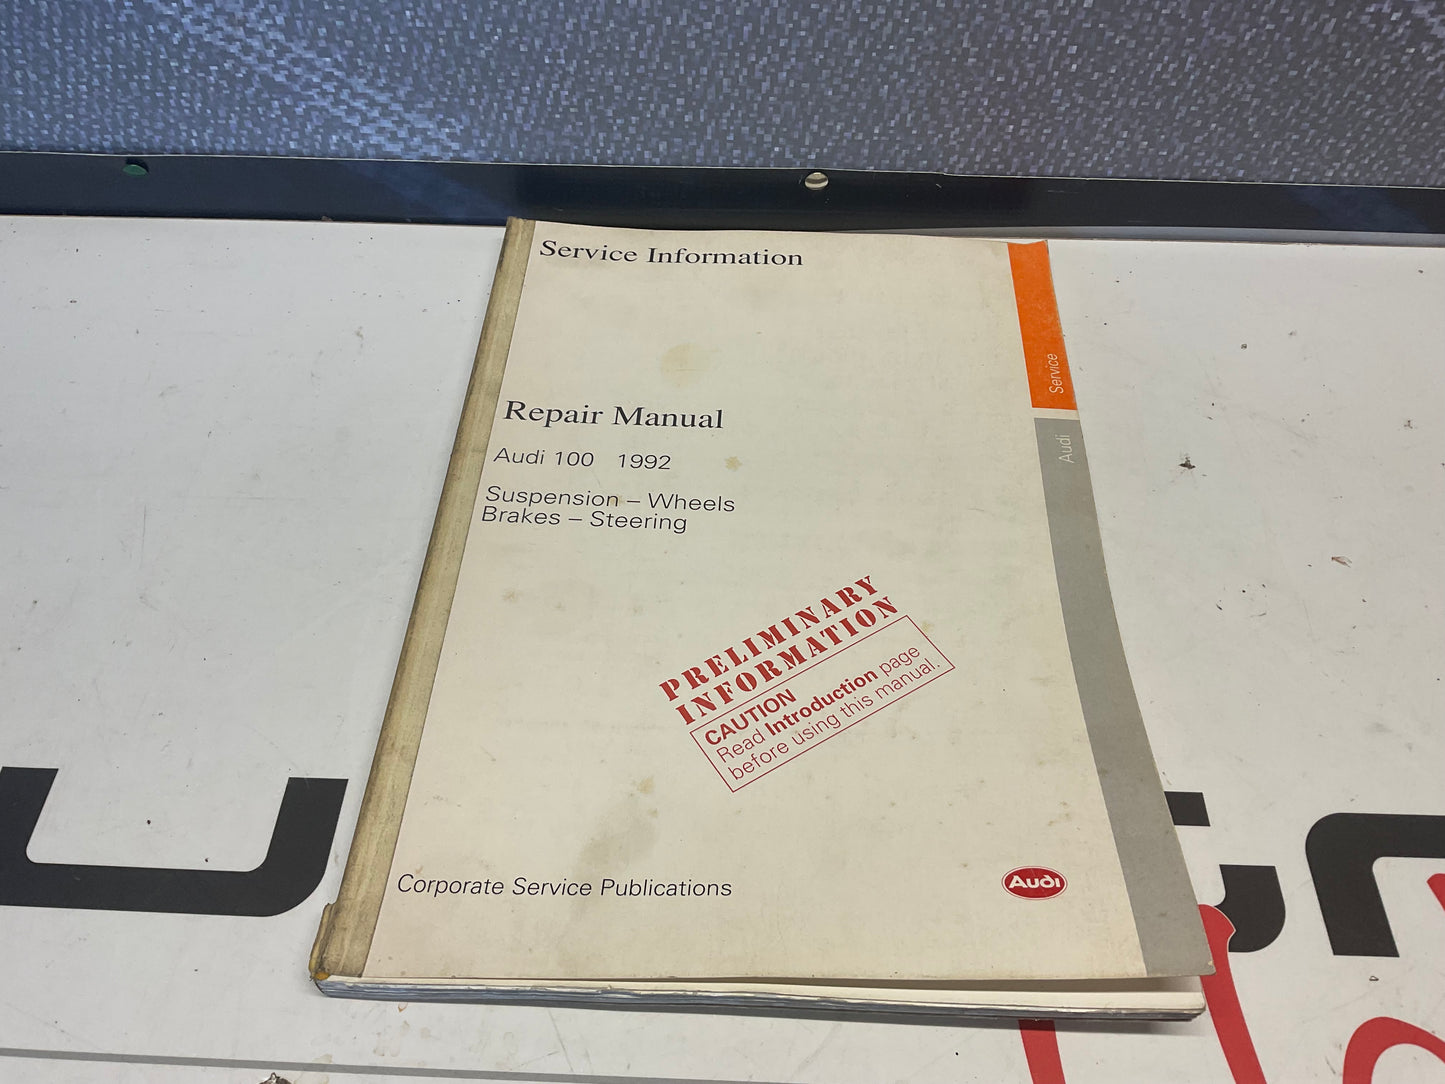 Service Information
Service
Audi
Repair Manual
Audi 100 1992
Suspension – Wheels
Brakes – Steering
PRELIMINARY
INFORMATION
CAUTION
Read Introduction page
before using this manual.
Corporate Service Publications
Audi